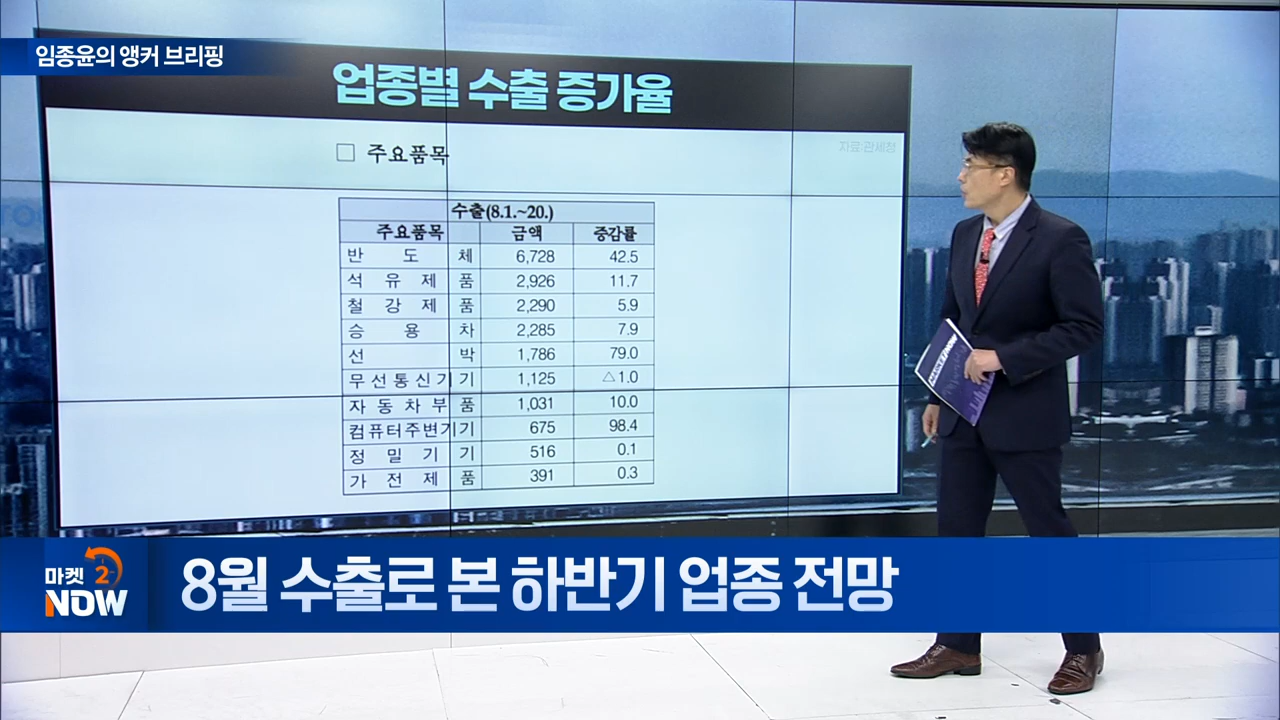 임종윤의 앵커 브리핑
업종별 수출 증가율
□ 주요품목
자료:관세청
수출(8.1.~20.)
주요품목 금액 증감률
반도체 6,728 42.5
석유제품 2,926 11.7
철강제품 2,290 5.9
승용차 2,285 7.9
선박 1,786 79.0
무선통신기기 1,125 △1.0
자동차부품 1,031 10.0
컴퓨터주변기기 675 98.4
정밀기기 516 0.1
가전제품 391 0.3
MARKET NOW
마켓 2
NOW
8월 수출로 본 하반기 업종 전망